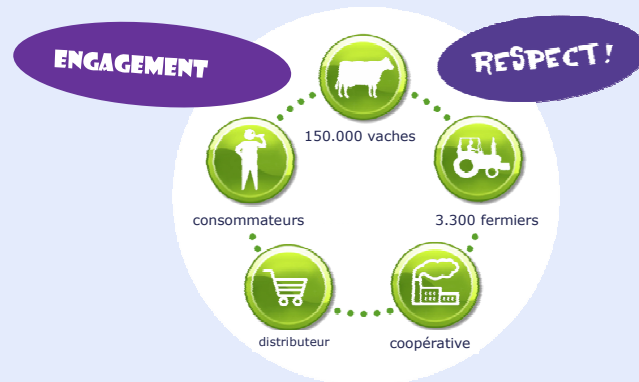 ENGAGEMENT
RESPECT!
150.000 vaches
consommateurs
3.300 fermiers
distributeur
coopérative